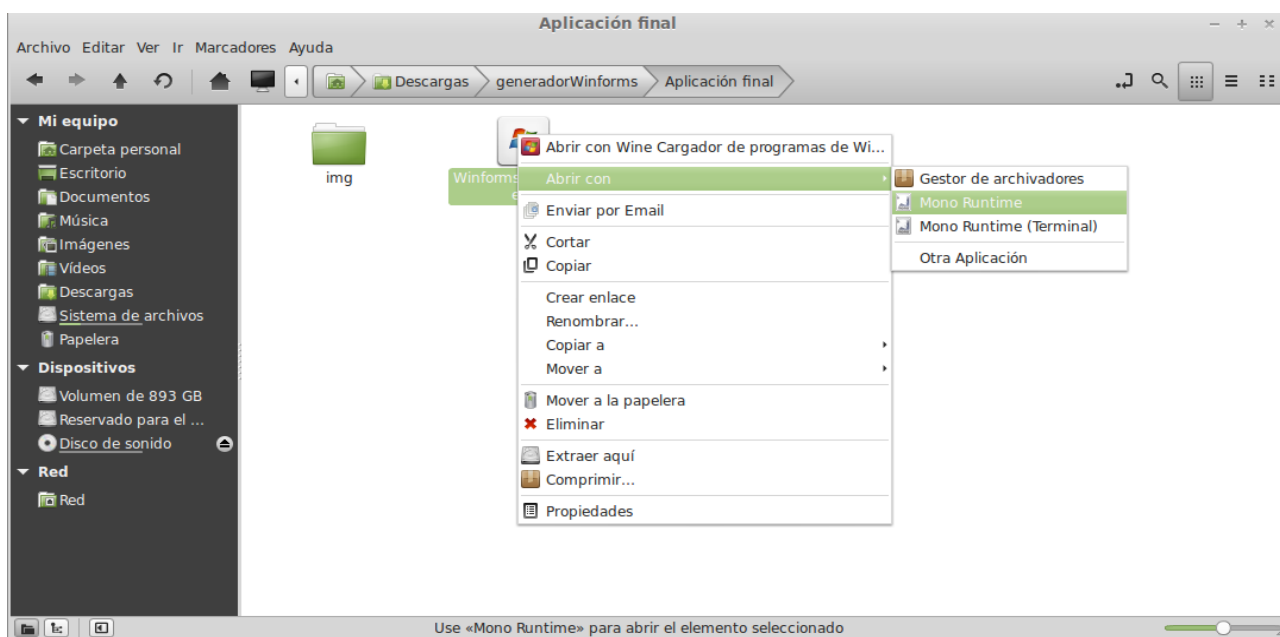 Aplicación final
Archivo Editar Ver Ir Marcadores Ayuda
Descargas generadorWinforms Aplicación final
Mi equipo
Carpeta personal
Escritorio
Documentos
Música
Imágenes
Vídeos
Descargas
Sistema de archivos
Papelera
Dispositivos
Volumen de 893 GB
Reservado para el ...
Disco de sonido
Red
Red
img
Winforms
Abrir con Wine Cargador de programas de Wi...
Abrir con
Enviar por Email
Cortar
Copiar
Crear enlace
Renombrar...
Copiar a
Mover a
Mover a la papelera
Eliminar
Extraer aquí
Comprimir...
Propiedades
Gestor de archivadores
Mono Runtime
Mono Runtime (Terminal)
Otra Aplicación
Use «Mono Runtime» para abrir el elemento seleccionado